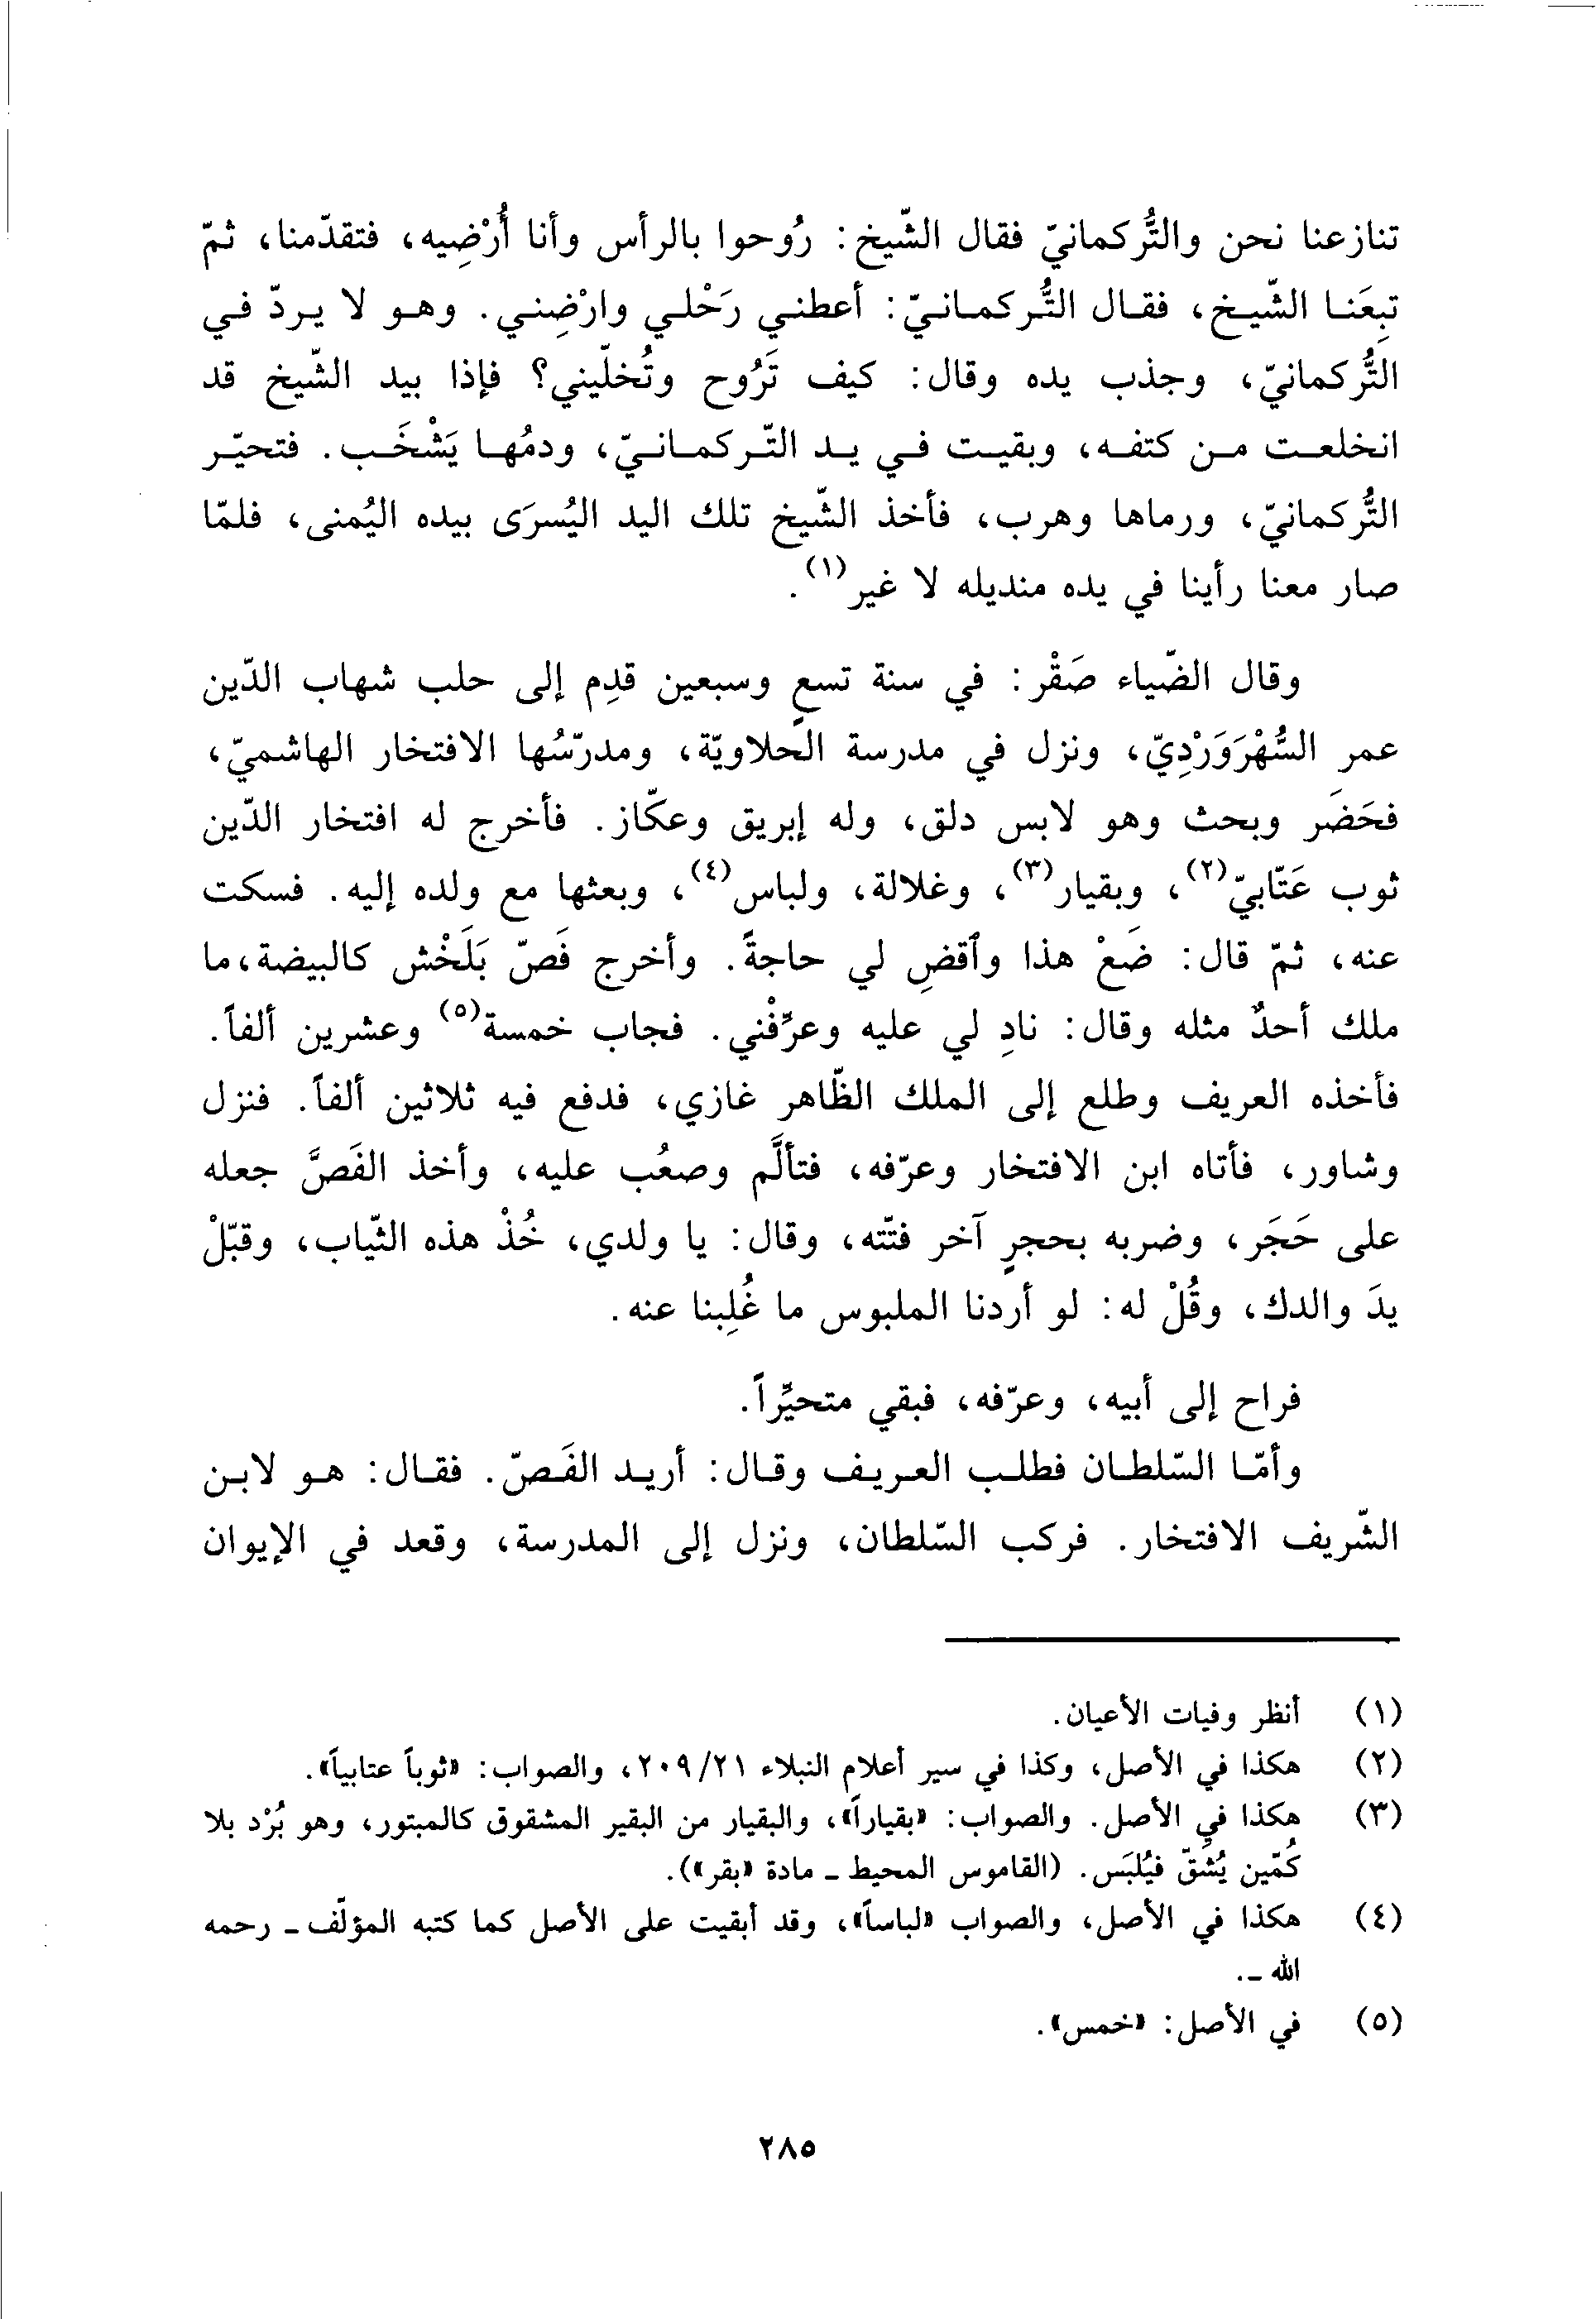 تنازعنا نحن والتُّركمانيّ فقال الشّيخ: رُوحوا بالرأس وأنا أُرْضِيه، فتقدّمنا، ثمّ
تبِعَنا الشّيخ، فقال التُّركمانيّ: أعطني رَحْلي وارْضِني. وهو لا يردّ في
التُّركمانيّ، وجذب يده وقال: كيف تَرُوح وتُخلّيني؟ فإذا بيد الشّيخ قد
انخلعت من كتفه، وبقيت في يد التّركمانيّ، ودمُها يَشْخَب. فتحيّر
التُّركمانيّ، ورماها وهرب، فأخذ الشّيخ تلك اليد اليُسرَى بيده اليُمنى، فلمّا
صار معنا رأينا في يده منديله لا غير(١).
وقال الضّياء صَقْر: في سنة تسعٍ وسبعين قدِم إلى حلب شهاب الدّين
عمر السُّهْرَوَرْدِيّ، ونزل في مدرسة الحلاويّة، ومدرّسُها الافتخار الهاشميّ،
فحَضَر وبحث وهو لابس دلق، وله إبريق وعكّاز. فأخرج له افتخار الدّين
ثوب عَتّابيّ(٢)، وبقيار(٣)، وغلالة، ولباس(٤)، وبعثها مع ولده إليه. فسكت
عنه، ثمّ قال: ضَعْ هذا وٱقضِ لي حاجةً. وأخرج فَصّ بَلَخْش كالبيضة،ما
ملك أحدٌ مثله وقال: نادِ لي عليه وعرِّفْني. فجاب خمسة(٥) وعشرين ألفاً.
فأخذه العريف وطلع إلى الملك الظّاهر غازي، فدفع فيه ثلاثين ألفاً. فنزل
وشاور، فأتاه ابن الافتخار وعرّفه، فتألَّم وصعُب عليه، وأخذ الفَصَّ جعله
على حَجَر، وضربه بحجرٍ آخر فتّته، وقال: يا ولدي، خُذْ هذه الثّياب، وقبّلْ
يدَ والدك، وقُلْ له: لو أردنا الملبوس ما غُلِبنا عنه.
فراح إلى أبيه، وعرّفه، فبقي متحيِّراً.
وأمّا السّلطان فطلب العريف وقال: أريد الفَصّ. فقال: هو لابن
الشّريف الافتخار. فركب السّلطان، ونزل إلى المدرسة، وقعد في الإيوان
(١) أنظر وفيات الأعيان.
(٢) هكذا في الأصل، وكذا في سير أعلام النبلاء ٢٠٩/٢١، والصواب: «ثوباً عتابياً».
(٣) هكذا في الأصل. والصواب: «بقياراً»، والبقيار من البقير المشقوق كالمبتور، وهو بُرْد بلا
كُمّين يُشَقّ فيُلبَس. (القاموس المحيط ـ مادة «بقر»).
(٤) هكذا في الأصل، والصواب «لباساً»، وقد أبقيت على الأصل كما كتبه المؤلّف ـ رحمه
الله ـ.
(٥) في الأصل: «خمس».
٢٨٥